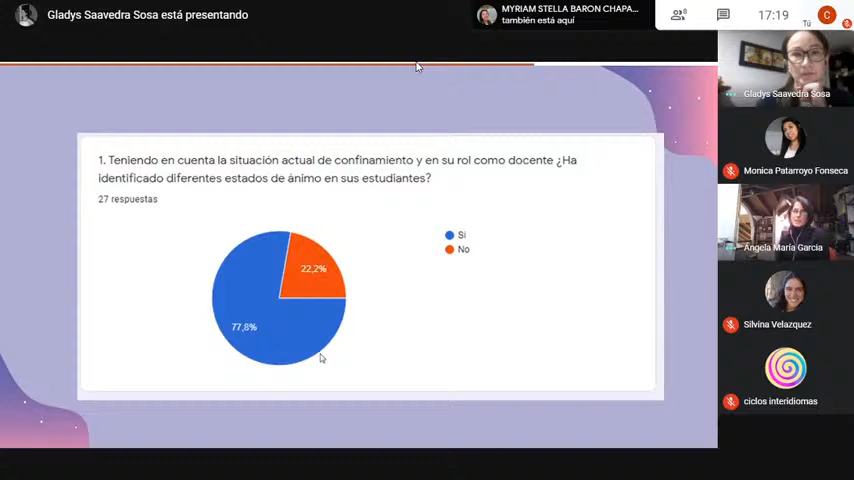 Gladys Saavedra Sosa está presentando
MYRIAM STELLA BARON CHAPA...
también está aquí
8
17:19
Tú
C
Gladys Saavedra Sosa
Monica Patarroyo Fonseca
Angela María García
Silvina Velazquez
ciclos interidiomas
1. Teniendo en cuenta la situación actual de confinamiento y en su rol como docente ¿Ha
identificado diferentes estados de ánimo en sus estudiantes?
27 respuestas
Si
No
22,2%
77,8%